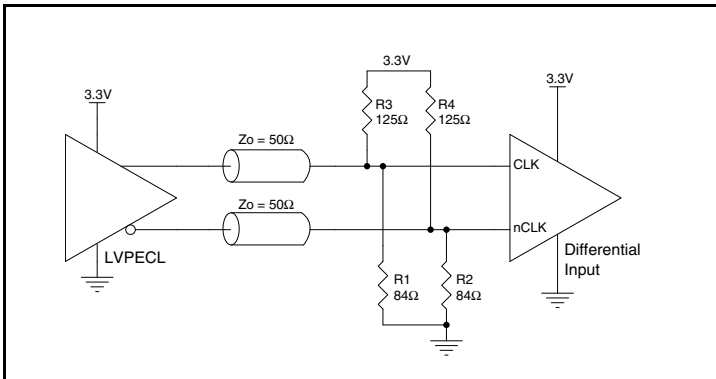 3.3V
3.3V
R3
125Ω
R4
125Ω
3.3V
Zo = 50Ω
CLK
Zo = 50Ω
nCLK
LVPECL
Differential
Input
R1
84Ω
R2
84Ω